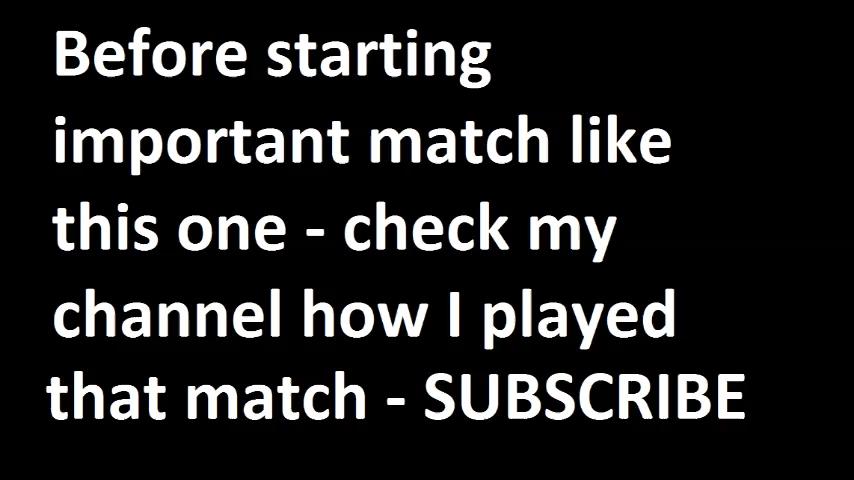 Before starting
important match like
this one - check my
channel how I played
that match - SUBSCRIBE